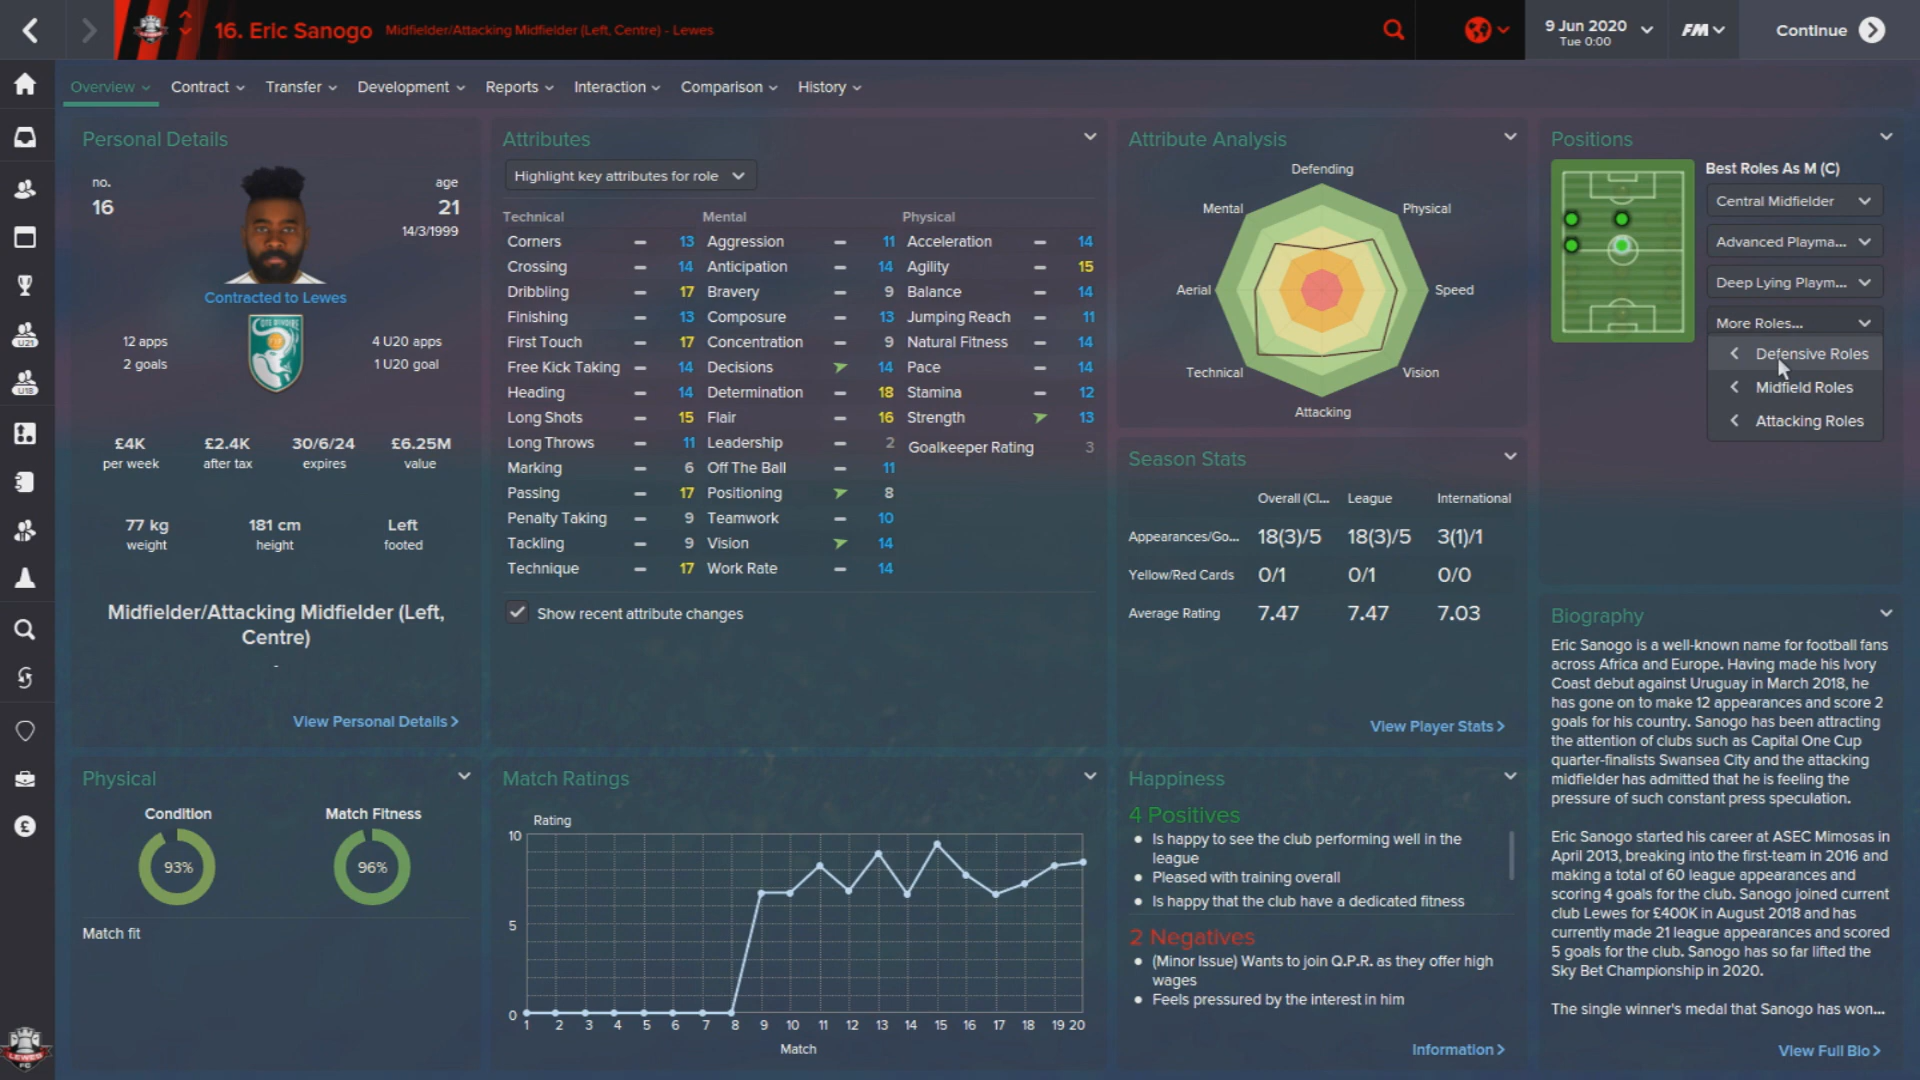 16. Eric Sanogo
Midfielder/Attacking Midfielder (Left, Centre) - Lewes
9 Jun 2020
Tue 0:00
FM
Continue
Overview
Contract
Transfer
Development
Reports
Interaction
Comparison
History
U21
U18
Personal Details
no.
16
age
21
14/3/1999
Contracted to Lewes
12 apps
2 goals
4 U20 apps
1 U20 goal
£4K
per week
£2.4K
after tax
30/6/24
expires
£6.25M
value
77 kg
weight
181 cm
height
Left
footed
Midfielder/Attacking Midfielder (Left,
Centre)
-
View Personal Details >
Attributes
Highlight key attributes for role
Technical
Corners 13
Crossing 14
Dribbling 17
Finishing 13
First Touch 17
Free Kick Taking 14
Heading 14
Long Shots 15
Long Throws 11
Marking 6
Passing 17
Penalty Taking 9
Tackling 9
Technique 17
Mental
Aggression 11
Anticipation 14
Bravery 9
Composure 13
Concentration 9
Decisions 14
Determination 18
Flair 16
Leadership 2
Off The Ball 11
Positioning 8
Teamwork 10
Vision 14
Work Rate 14
Physical
Acceleration 14
Agility 15
Balance 14
Jumping Reach 11
Natural Fitness 14
Pace 14
Stamina 12
Strength 13
Goalkeeper Rating 3
Show recent attribute changes
Attribute Analysis
Defending
Mental
Physical
Aerial
Speed
Technical
Vision
Attacking
Season Stats
Overall (Cl... League International
Appearances/Go... 18(3)/5 18(3)/5 3(1)/1
Yellow/Red Cards 0/1 0/1 0/0
Average Rating 7.47 7.47 7.03
View Player Stats >
Positions
Best Roles As M (C)
Central Midfielder
Advanced Playma...
Deep Lying Playm...
More Roles...
Defensive Roles
Midfield Roles
Attacking Roles
Biography
Eric Sanogo is a well-known name for football fans
across Africa and Europe. Having made his Ivory
Coast debut against Uruguay in March 2018, he
has gone on to make 12 appearances and score 2
goals for his country. Sanogo has been attracting
the attention of clubs such as Capital One Cup
quarter-finalists Swansea City and the attacking
midfielder has admitted that he is feeling the
pressure of such constant press speculation.
Eric Sanogo started his career at ASEC Mimosas in
April 2013, breaking into the first-team in 2016 and
making a total of 60 league appearances and
scoring 4 goals for the club. Sanogo joined current
club Lewes for £400K in August 2018 and has
currently made 21 league appearances and scored
5 goals for the club. Sanogo has so far lifted the
Sky Bet Championship in 2020.
The single winner's medal that Sanogo has won...
View Full Bio >
Physical
Condition
93%
Match Fitness
96%
Match fit
Match Ratings
Rating
10
5
0
1 2 3 4 5 6 7 8 9 10 11 12 13 14 15 16 17 18 19 20
Match
Happiness
4 Positives
• Is happy to see the club performing well in the
league
• Pleased with training overall
• Is happy that the club have a dedicated fitness
2 Negatives
• (Minor Issue) Wants to join Q.P.R. as they offer high
wages
• Feels pressured by the interest in him
Information >
LEWES
FC